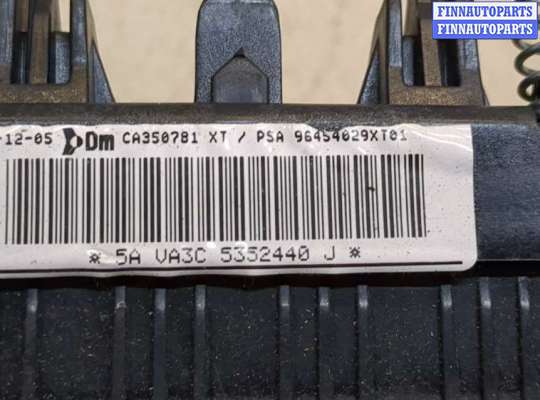 FINNAUTOPARTS
FINNAUTOPARTS
-12-05 Dm CA350781 XT / PSA 96454029XT01
* 5A VA3C 5352440 J *